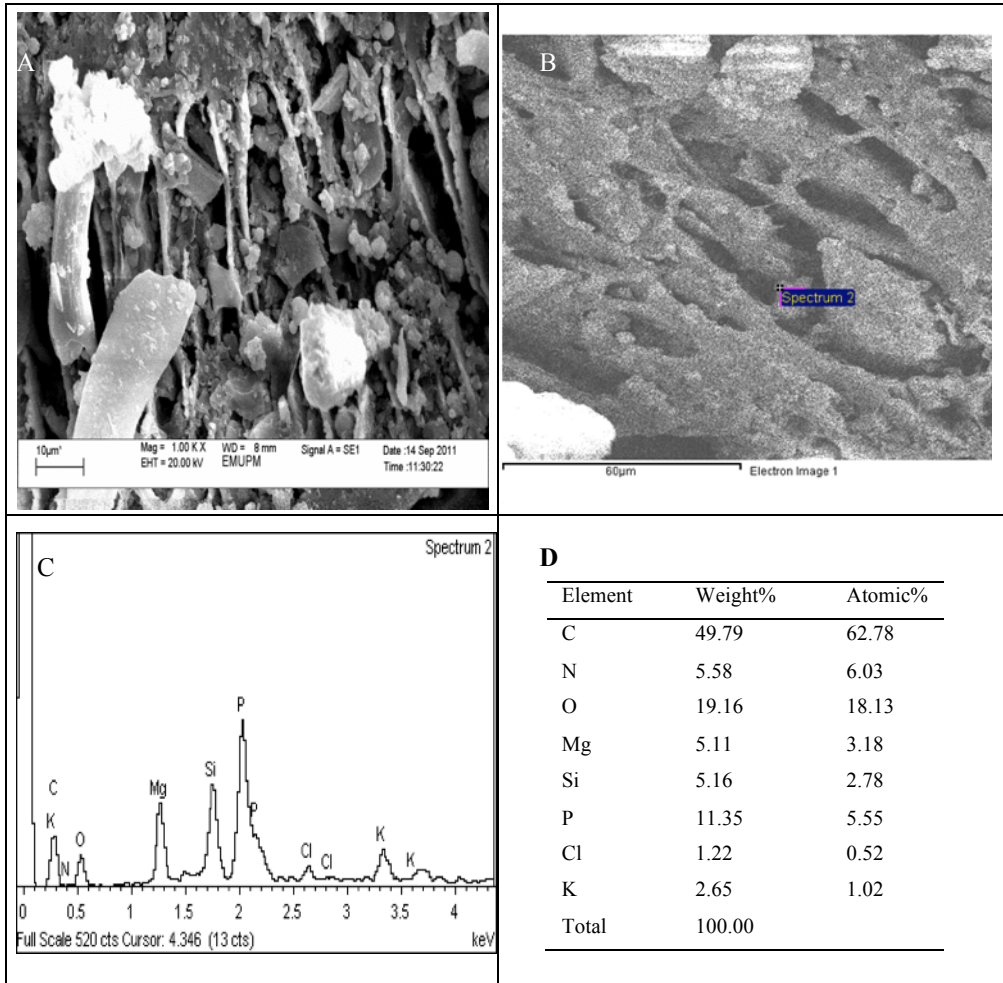 A
10µm
Mag = 1.00 K X WD = 8 mm Signal A = SE1 Date :14 Sep 2011
EHT = 20.00 kV EMUPM Time :11:30:22
B
Spectrum 2
60µm Electron Image 1
C
Spectrum 2
P
Si
Mg
C
P
K
O
K
N
Cl
Cl
K
0 0.5 1 1.5 2 2.5 3 3.5 4
Full Scale 520 cts Cursor: 4.346 (13 cts) keV
D
Element Weight% Atomic%
C 49.79 62.78
N 5.58 6.03
O 19.16 18.13
Mg 5.11 3.18
Si 5.16 2.78
P 11.35 5.55
Cl 1.22 0.52
K 2.65 1.02
Total 100.00